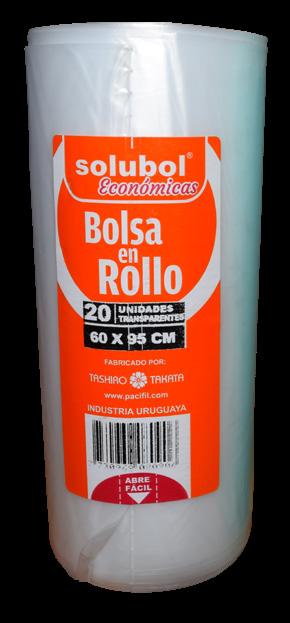 solubol®
Económicas
Bolsa
en
Rollo
20 UNIDADES
TRANSPARENTES
60 X 95 CM
FABRICADO POR:
TASHIRO TAKATA
www.pacifil.com
INDUSTRIA URUGUAYA
ABRE
FÁCIL